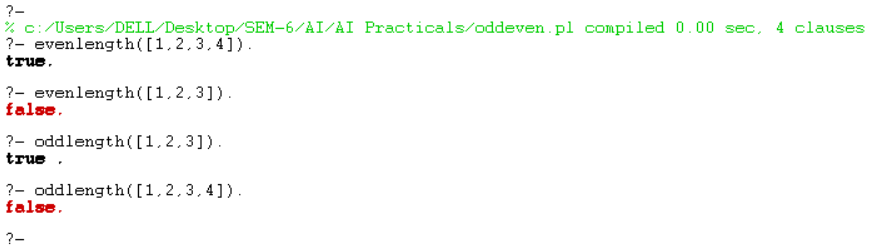 ?-
% c:/Users/DELL/Desktop/SEM-6/AI/AI Practicals/oddeven.pl compiled 0.00 sec, 4 clauses
?- evenlength([1,2,3,4]).
true.
?- evenlength([1,2,3]).
false.
?- oddlength([1,2,3]).
true .
?- oddlength([1,2,3,4]).
false.
?-